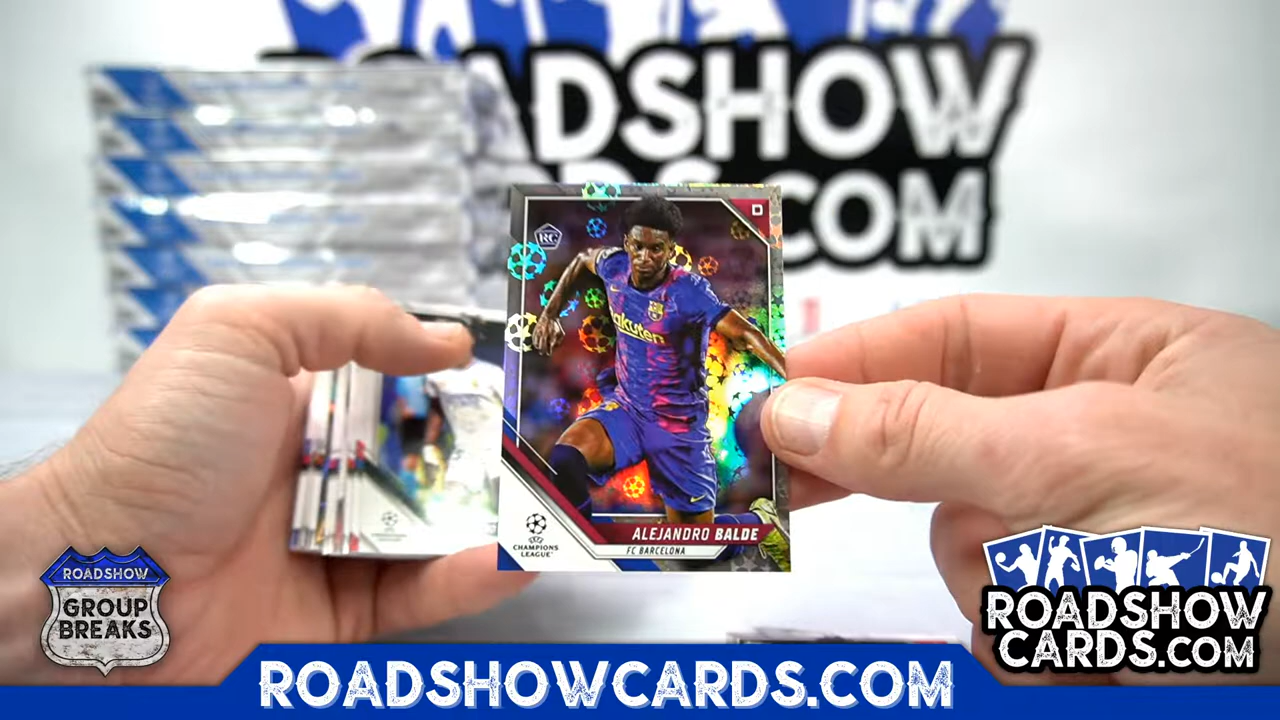 ROADSHOW
CARDS.COM
RC
D
Rakuten
ALEJANDRO BALDE
FC BARCELONA
CHAMPIONS
LEAGUE
ROADSHOW
GROUP
BREAKS
ROADSHOW
CARDS.COM
ROADSHOWCARDS.COM